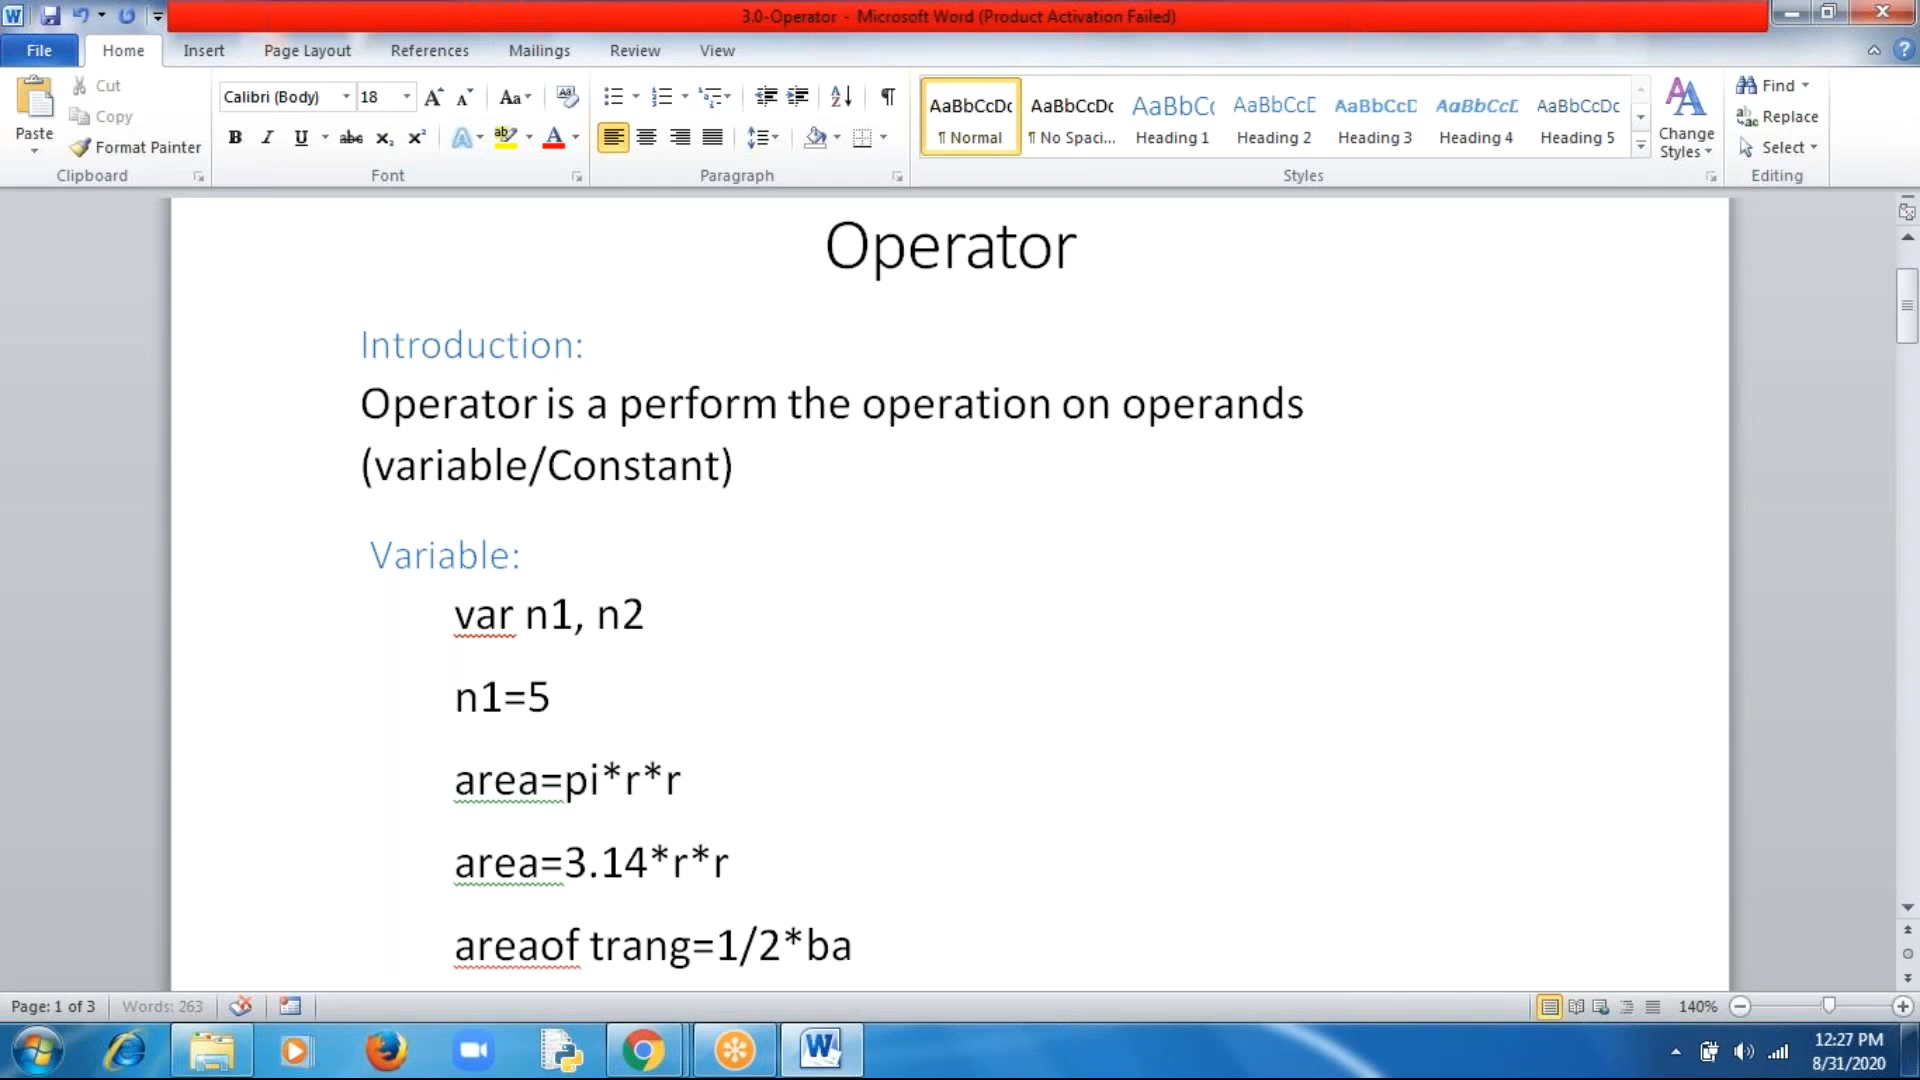 3.0-Operator - Microsoft Word (Product Activation Failed)
File Home Insert Page Layout References Mailings Review View
Paste
Cut
Copy
Format Painter
Calibri (Body) 18
AaBbCcDc AaBbCcDc AaBbC( AaBbCcD AaBbCcD AaBbCcD AaBbCcDc
¶ Normal ¶ No Spaci... Heading 1 Heading 2 Heading 3 Heading 4 Heading 5
Change Styles
Find
Replace
Select
Clipboard Font Paragraph Styles Editing
Operator
Introduction:
Operator is a perform the operation on operands
(variable/Constant)
Variable:
var n1, n2
n1=5
area=pi*r*r
area=3.14*r*r
areaof trang=1/2*ba
Page: 1 of 3 Words: 263 140%
12:27 PM
8/31/2020